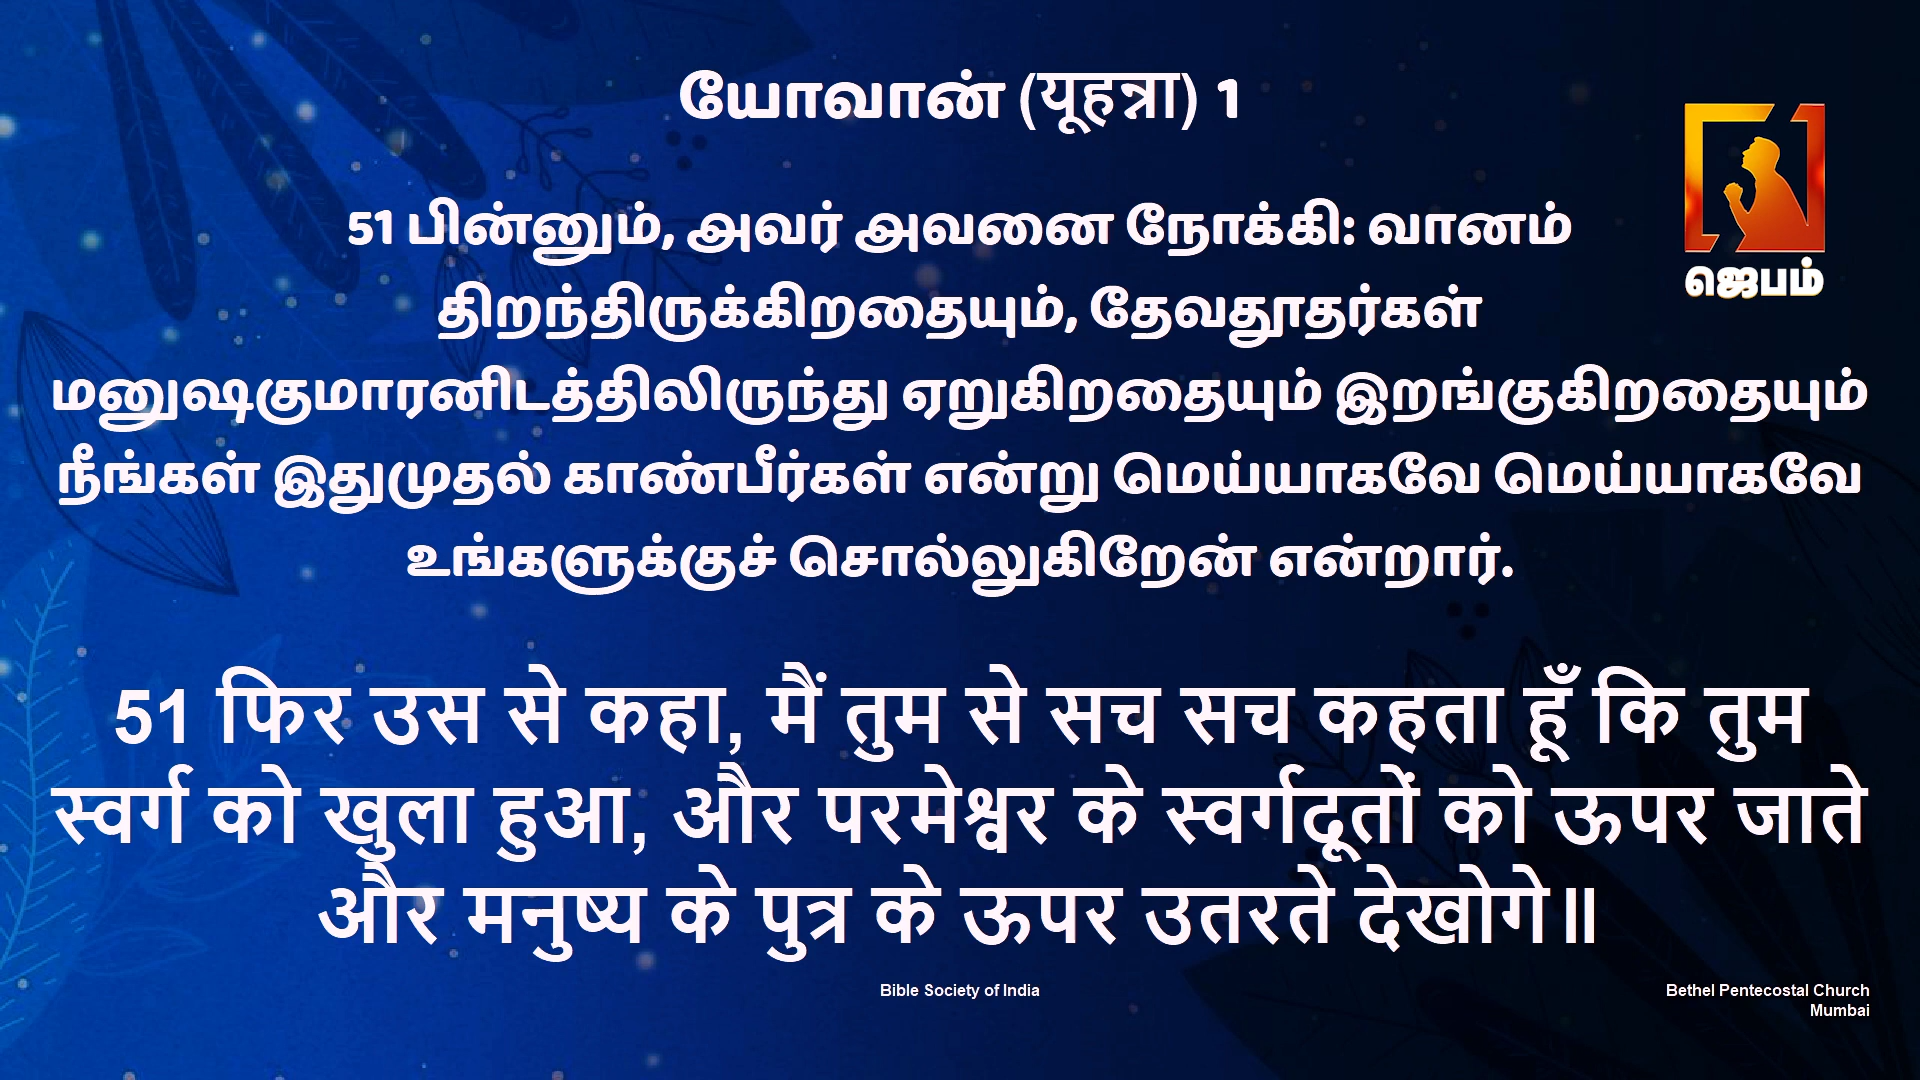 யோவான் (यूहन्ना) 1
51 பின்னும், அவர் அவனை நோக்கி: வானம்
திறந்திருக்கிறதையும், தேவதூதர்கள்
மனுஷகுமாரனிடத்திலிருந்து ஏறுகிறதையும் இறங்குகிறதையும்
நீங்கள் இதுமுதல் காண்பீர்கள் என்று மெய்யாகவே மெய்யாகவே
உங்களுக்குச் சொல்லுகிறேன் என்றார்.
ஜெபம்
51 फिर उस से कहा, मैं तुम से सच सच कहता हूँ कि तुम
स्वर्ग को खुला हुआ, और परमेश्वर के स्वर्गदूतों को ऊपर जाते
और मनुष्य के पुत्र के ऊपर उतरते देखोगे॥
Bible Society of India
Bethel Pentecostal Church
Mumbai